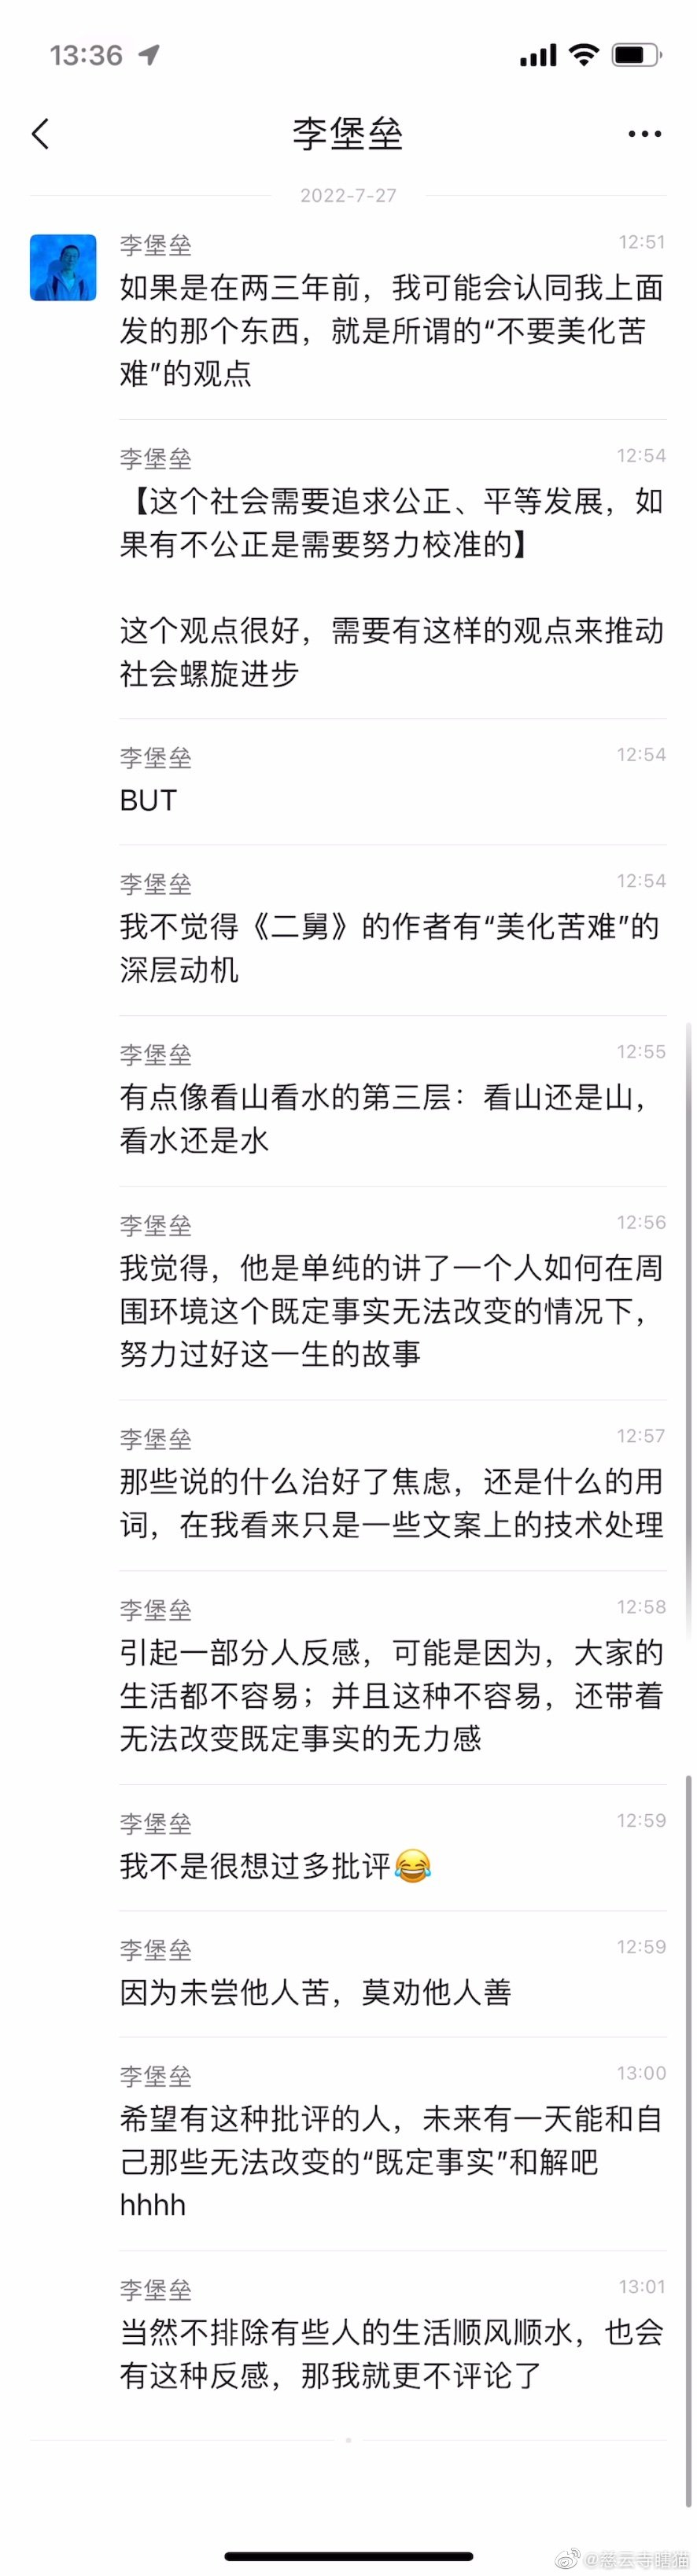 13:36
李堡垒
2022-7-27
李堡垒
12:51
如果是在两三年前，我可能会认同我上面
发的那个东西，就是所谓的“不要美化苦
难”的观点
李堡垒
12:54
【这个社会需要追求公正、平等发展，如
果有不公正是需要努力校准的】
这个观点很好，需要有这样的观点来推动
社会螺旋进步
李堡垒
12:54
BUT
李堡垒
12:54
我不觉得《二舅》的作者有“美化苦难”的
深层动机
李堡垒
12:55
有点像看山看水的第三层：看山还是山，
看水还是水
李堡垒
12:56
我觉得，他是单纯的讲了一个人如何在周
围环境这个既定事实无法改变的情况下，
努力过好这一生的故事
李堡垒
12:57
那些说的什么治好了焦虑，还是什么的用
词，在我看来只是一些文案上的技术处理
李堡垒
12:58
引起一部分人反感，可能是因为，大家的
生活都不容易；并且这种不容易，还带着
无法改变既定事实的无力感
李堡垒
12:59
我不是很想过多批评😂
李堡垒
12:59
因为未尝他人苦，莫劝他人善
李堡垒
13:00
希望有这种批评的人，未来有一天能和自
己那些无法改变的“既定事实”和解吧
hhhh
李堡垒
13:01
当然不排除有些人的生活顺风顺水，也会
有这种反感，那我就更不评论了
@慈云寺瞎猫